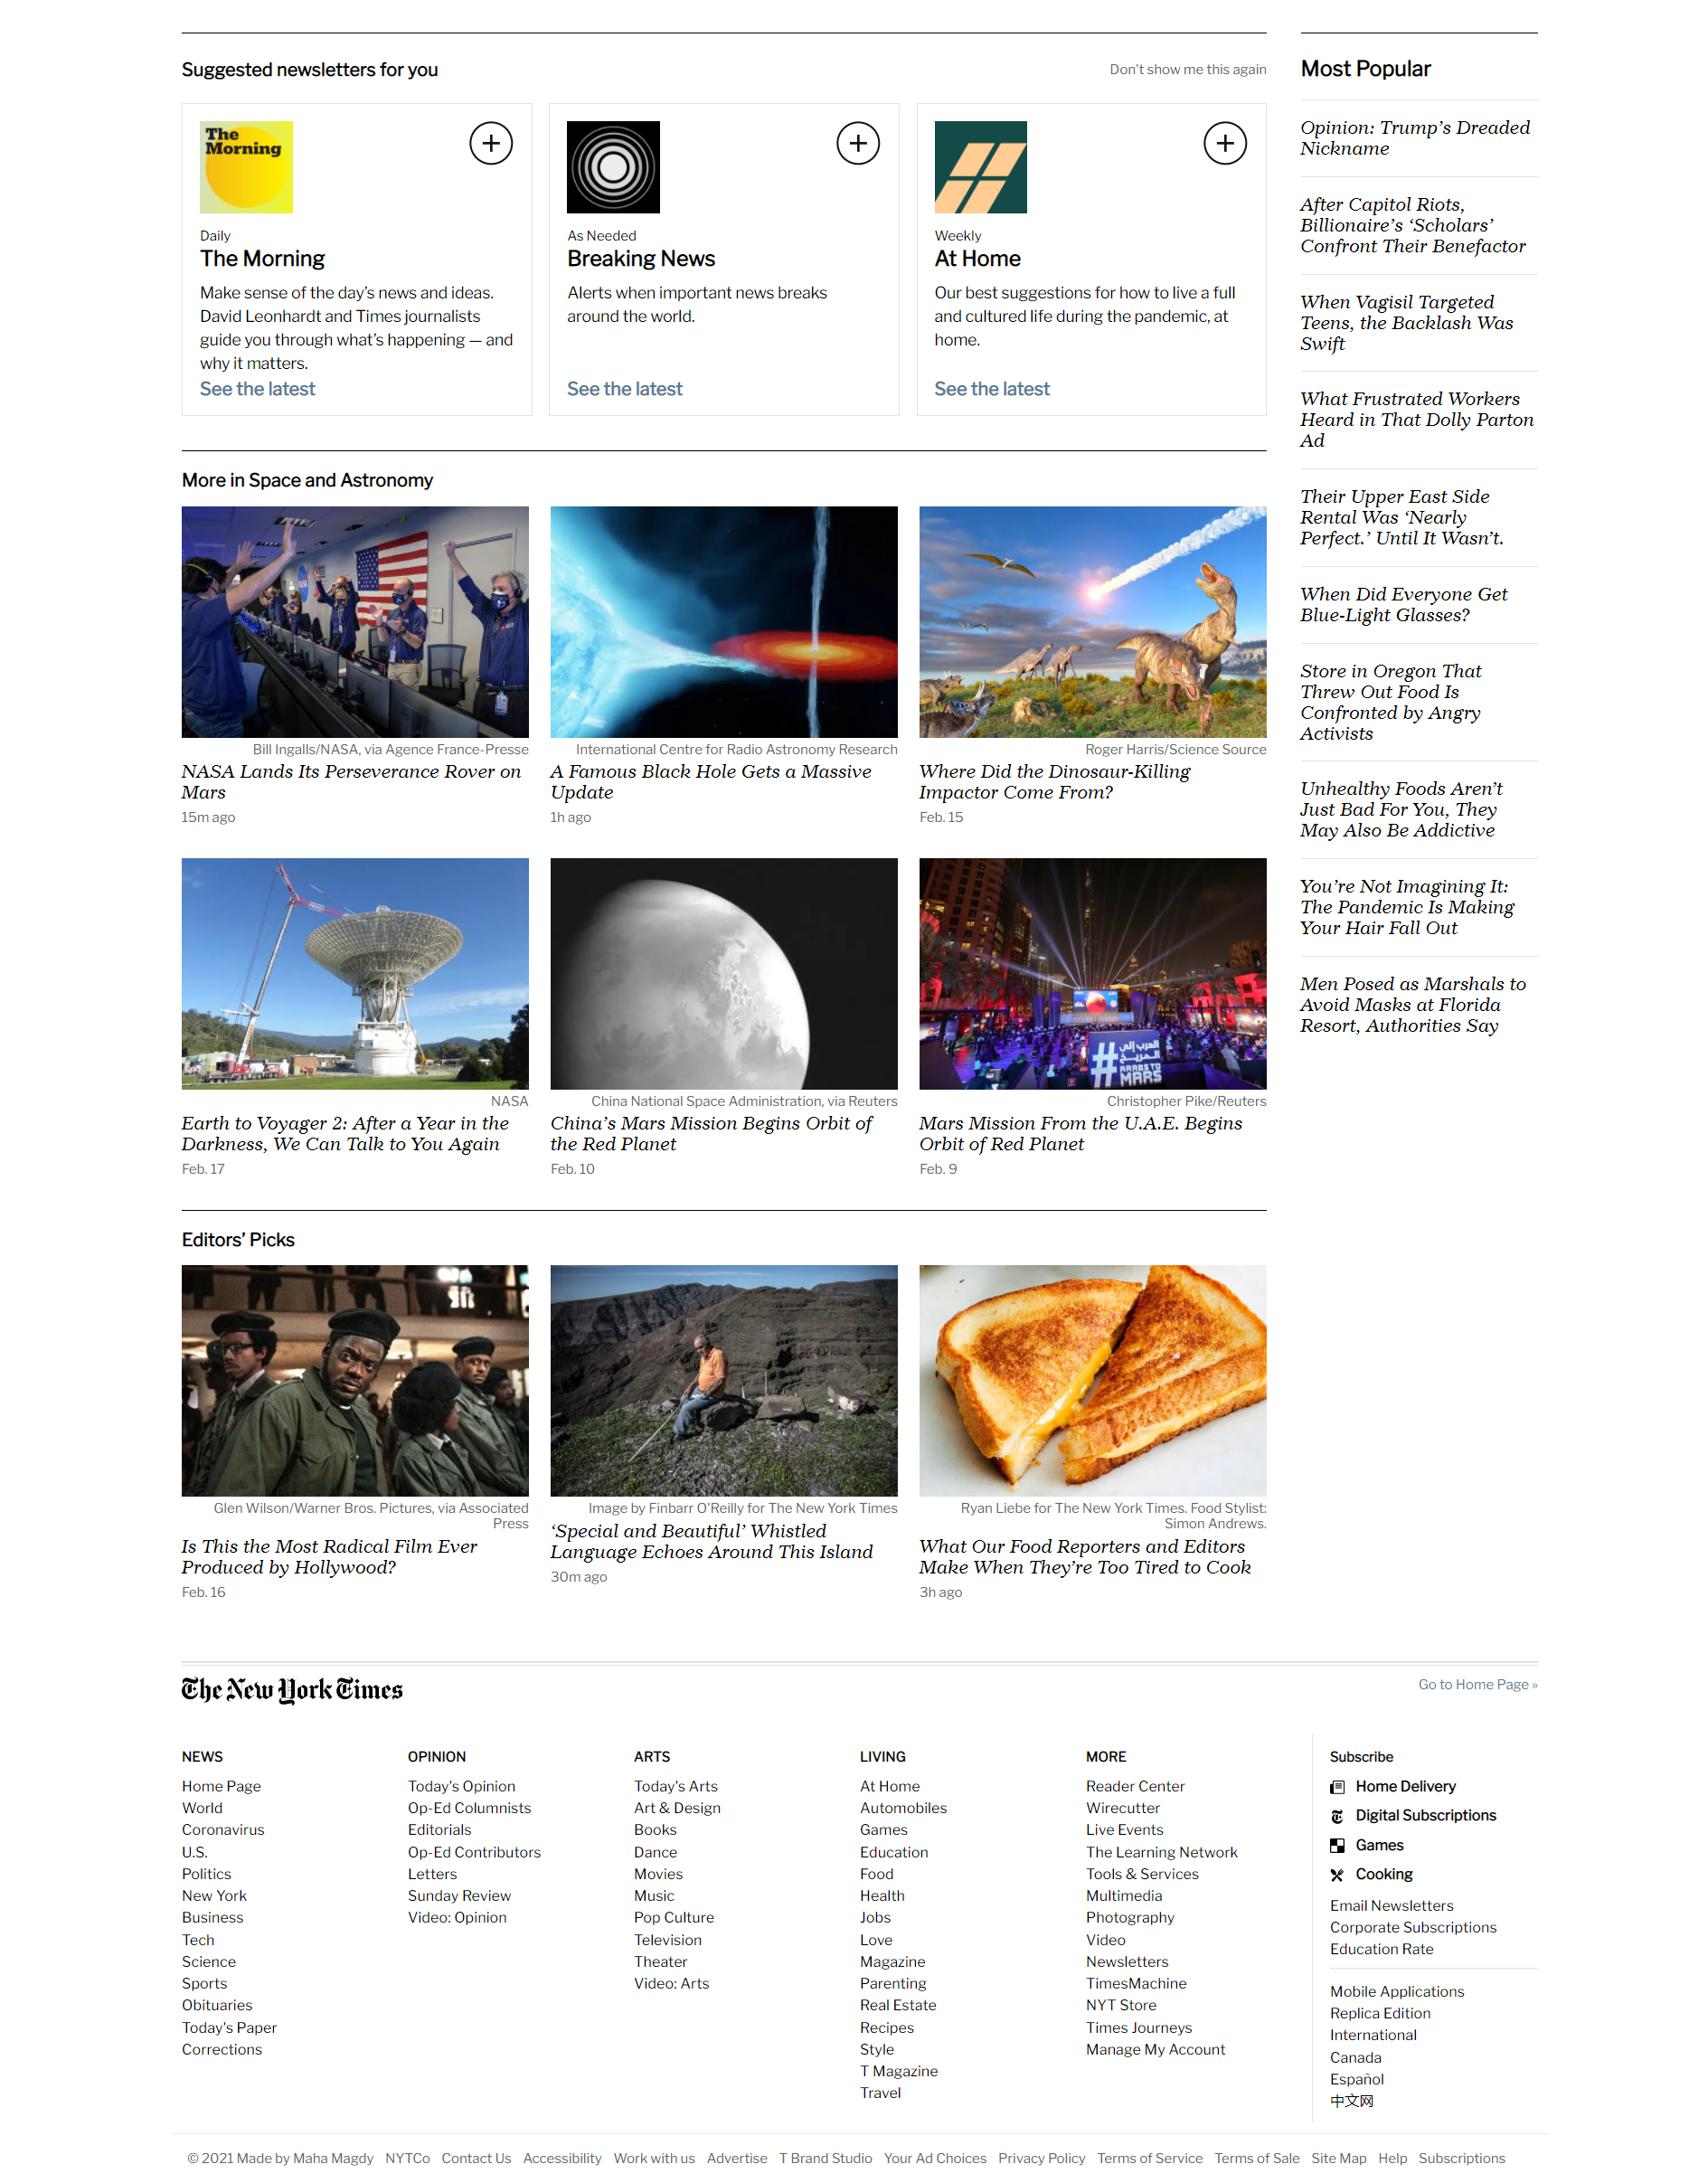 Suggested newsletters for you
Don't show me this again
The
Morning
Daily
The Morning
Make sense of the day's news and ideas.
David Leonhardt and Times journalists
guide you through what's happening — and
why it matters.
See the latest
As Needed
Breaking News
Alerts when important news breaks
around the world.
See the latest
Weekly
At Home
Our best suggestions for how to live a full
and cultured life during the pandemic, at
home.
See the latest
More in Space and Astronomy
Bill Ingalls/NASA, via Agence France-Presse
NASA Lands Its Perseverance Rover on
Mars
15m ago
International Centre for Radio Astronomy Research
A Famous Black Hole Gets a Massive
Update
1h ago
Roger Harris/Science Source
Where Did the Dinosaur-Killing
Impactor Come From?
Feb. 15
NASA
Earth to Voyager 2: After a Year in the
Darkness, We Can Talk to You Again
Feb. 17
China National Space Administration, via Reuters
China's Mars Mission Begins Orbit of
the Red Planet
Feb. 10
#
العرب إلى
المريخ
ARABS TO
MARS
Christopher Pike/Reuters
Mars Mission From the U.A.E. Begins
Orbit of Red Planet
Feb. 9
Editors' Picks
Glen Wilson/Warner Bros. Pictures, via Associated
Press
Is This the Most Radical Film Ever
Produced by Hollywood?
Feb. 16
Image by Finbarr O'Reilly for The New York Times
‘Special and Beautiful’ Whistled
Language Echoes Around This Island
30m ago
Ryan Liebe for The New York Times. Food Stylist:
Simon Andrews.
What Our Food Reporters and Editors
Make When They're Too Tired to Cook
3h ago
Most Popular
Opinion: Trump's Dreaded
Nickname
After Capitol Riots,
Billionaire's ‘Scholars’
Confront Their Benefactor
When Vagisil Targeted
Teens, the Backlash Was
Swift
What Frustrated Workers
Heard in That Dolly Parton
Ad
Their Upper East Side
Rental Was ‘Nearly
Perfect.’ Until It Wasn't.
When Did Everyone Get
Blue-Light Glasses?
Store in Oregon That
Threw Out Food Is
Confronted by Angry
Activists
Unhealthy Foods Aren't
Just Bad For You, They
May Also Be Addictive
You're Not Imagining It:
The Pandemic Is Making
Your Hair Fall Out
Men Posed as Marshals to
Avoid Masks at Florida
Resort, Authorities Say
The New York Times
Go to Home Page »
NEWS
Home Page
World
Coronavirus
U.S.
Politics
New York
Business
Tech
Science
Sports
Obituaries
Today's Paper
Corrections
OPINION
Today's Opinion
Op-Ed Columnists
Editorials
Op-Ed Contributors
Letters
Sunday Review
Video: Opinion
ARTS
Today's Arts
Art & Design
Books
Dance
Movies
Music
Pop Culture
Television
Theater
Video: Arts
LIVING
At Home
Automobiles
Games
Education
Food
Health
Jobs
Love
Magazine
Parenting
Real Estate
Recipes
Style
T Magazine
Travel
MORE
Reader Center
Wirecutter
Live Events
The Learning Network
Tools & Services
Multimedia
Photography
Video
Newsletters
TimesMachine
NYT Store
Times Journeys
Manage My Account
Subscribe
Home Delivery
Digital Subscriptions
Games
Cooking
Email Newsletters
Corporate Subscriptions
Education Rate
Mobile Applications
Replica Edition
International
Canada
Español
中文网
© 2021 Made by Maha Magdy NYTCo Contact Us Accessibility Work with us Advertise T Brand Studio Your Ad Choices Privacy Policy Terms of Service Terms of Sale Site Map Help Subscriptions